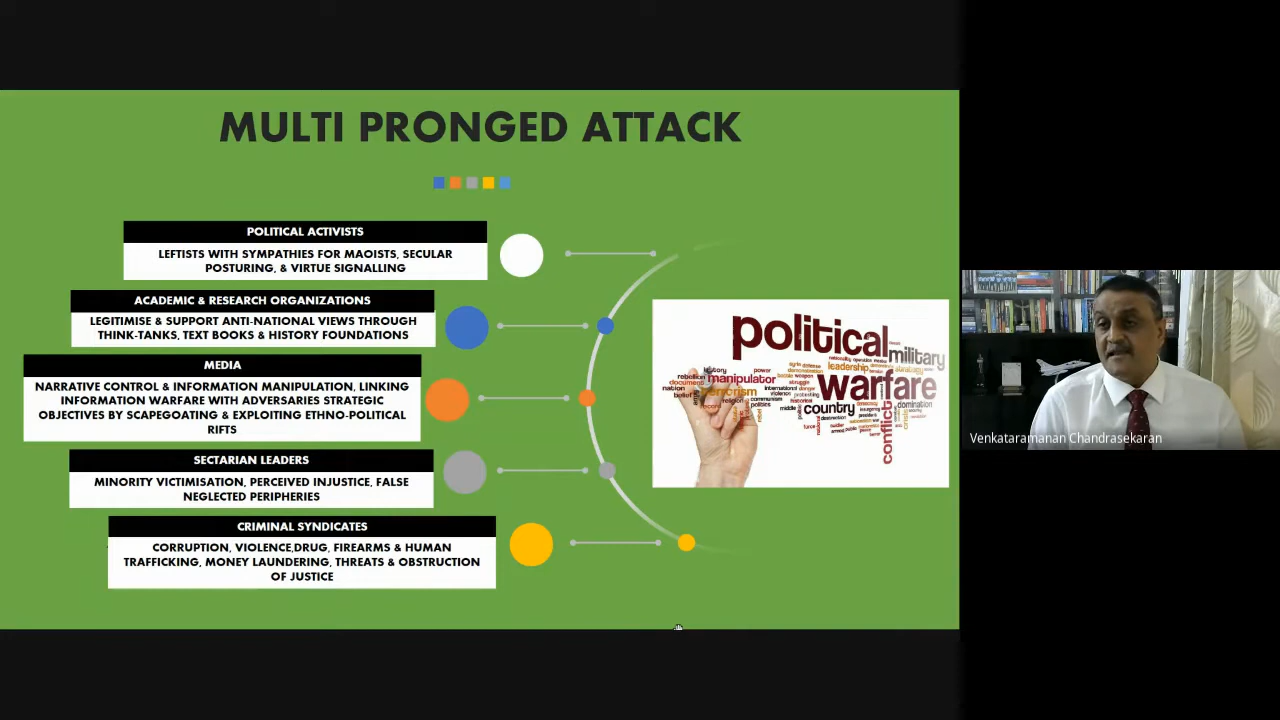 MULTI PRONGED ATTACK
POLITICAL ACTIVISTS
LEFTISTS WITH SYMPATHIES FOR MAOISTS, SECULAR
POSTURING, & VIRTUE SIGNALLING
ACADEMIC & RESEARCH ORGANIZATIONS
LEGITIMISE & SUPPORT ANTI-NATIONAL VIEWS THROUGH
THINK-TANKS, TEXT BOOKS & HISTORY FOUNDATIONS
MEDIA
NARRATIVE CONTROL & INFORMATION MANIPULATION, LINKING
INFORMATION WARFARE WITH ADVERSARIES STRATEGIC
OBJECTIVES BY SCAPEGOATING & EXPLOITING ETHNO-POLITICAL
RIFTS
SECTARIAN LEADERS
MINORITY VICTIMISATION, PERCEIVED INJUSTICE, FALSE
NEGLECTED PERIPHERIES
CRIMINAL SYNDICATES
CORRUPTION, VIOLENCE,DRUG, FIREARMS & HUMAN
TRAFFICKING, MONEY LAUNDERING, THREATS & OBSTRUCTION
OF JUSTICE
political
military
leadership
manipulator
warfare
terrorism
country
conflict
domination
Venkataramanan Chandrasekaran